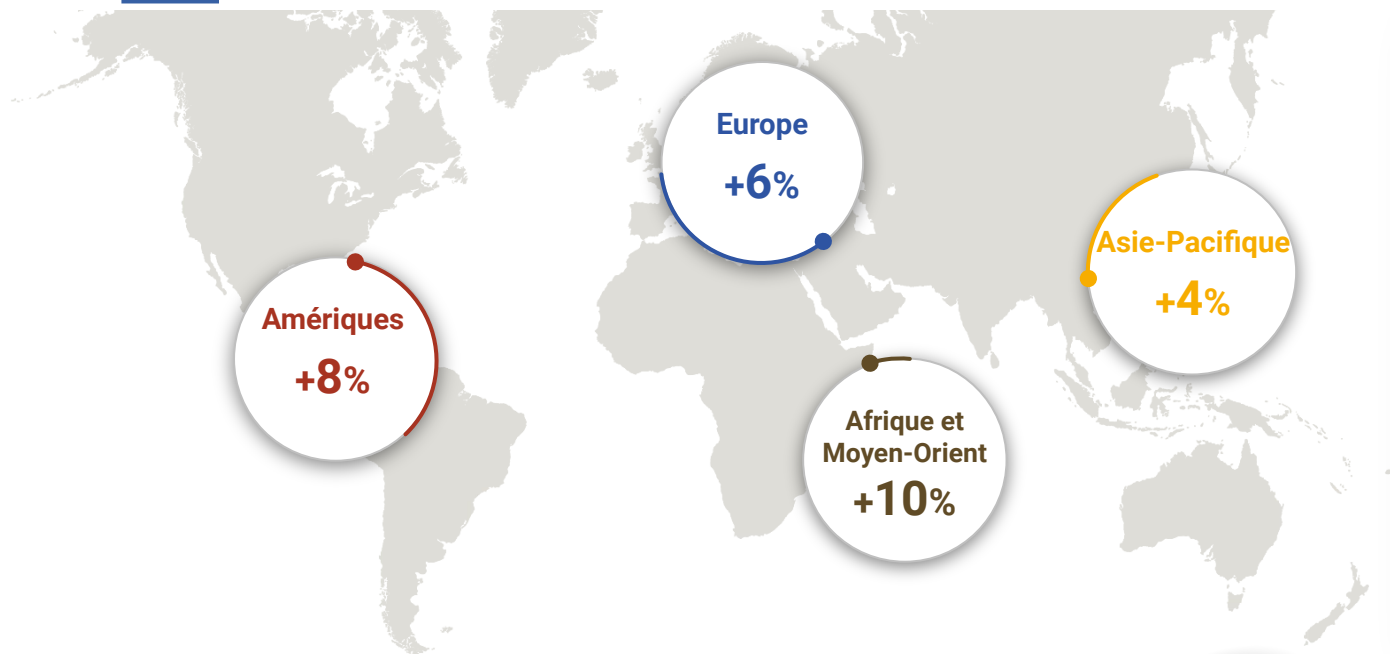 Europe
+6%
Asie-Pacifique
+4%
Amériques
+8%
Afrique et
Moyen-Orient
+10%